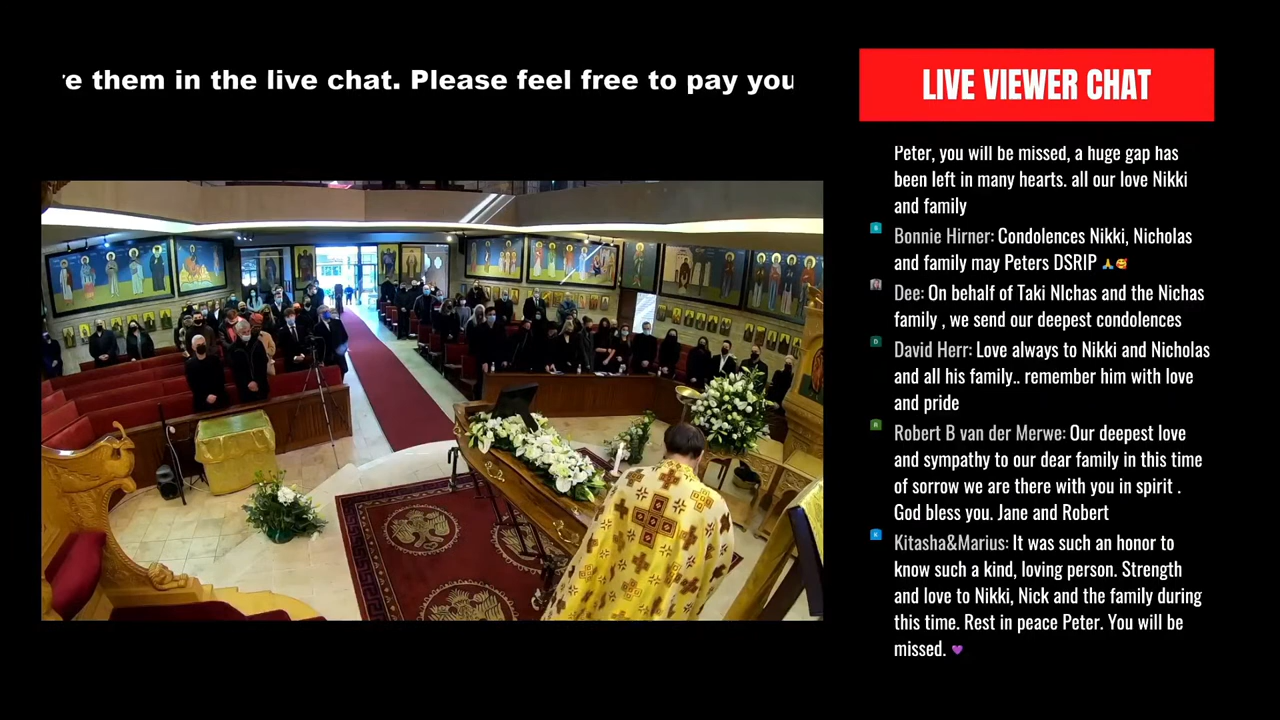 e them in the live chat. Please feel free to pay you
LIVE VIEWER CHAT
Peter, you will be missed, a huge gap has
been left in many hearts. all our love Nikki
and family
Bonnie Hirner: Condolences Nikki, Nicholas
and family may Peters DSRIP 🙏🥰
Dee: On behalf of Taki NIchas and the Nichas
family , we send our deepest condolences
David Herr: Love always to Nikki and Nicholas
and all his family.. remember him with love
and pride
Robert B van der Merwe: Our deepest love
and sympathy to our dear family in this time
of sorrow we are there with you in spirit .
God bless you. Jane and Robert
Kitasha&Marius: It was such an honor to
know such a kind, loving person. Strength
and love to Nikki, Nick and the family during
this time. Rest in peace Peter. You will be
missed. 💜